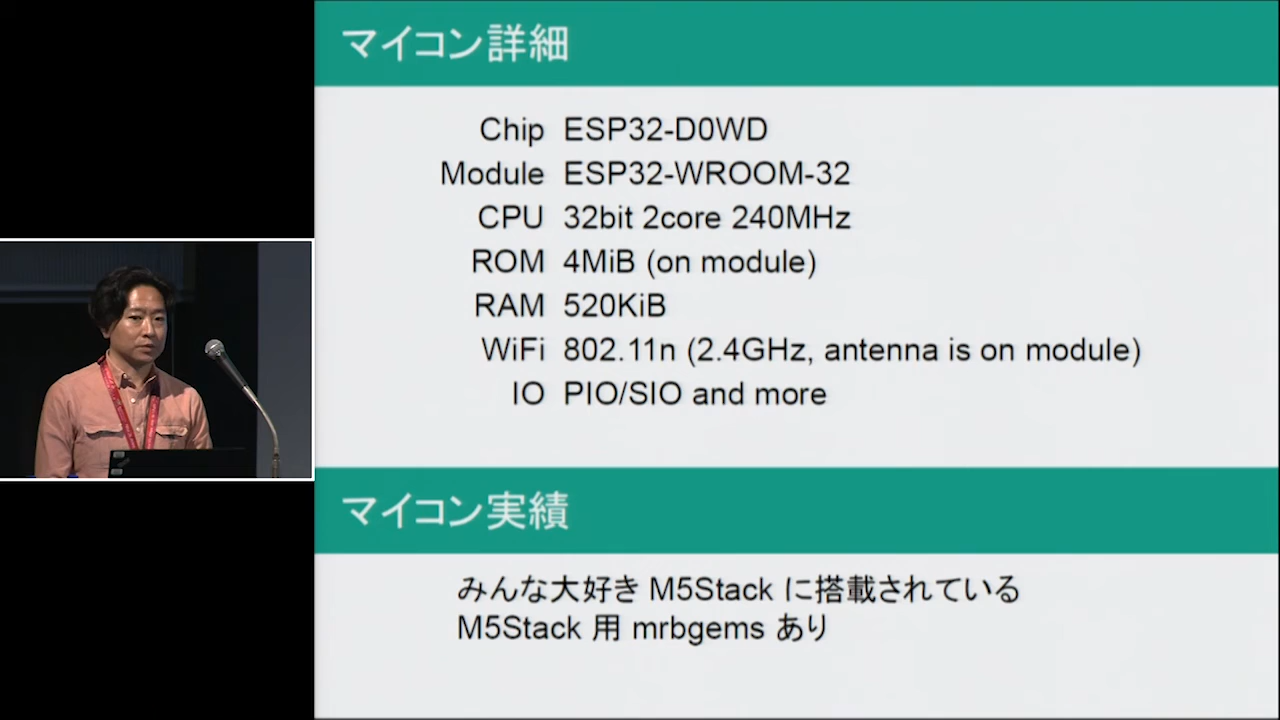 マイコン詳細
Chip ESP32-D0WD
Module ESP32-WROOM-32
CPU 32bit 2core 240MHz
ROM 4MiB (on module)
RAM 520KiB
WiFi 802.11n (2.4GHz, antenna is on module)
IO PIO/SIO and more
マイコン実績
みんな大好き M5Stack に搭載されている
M5Stack 用 mrbgems あり